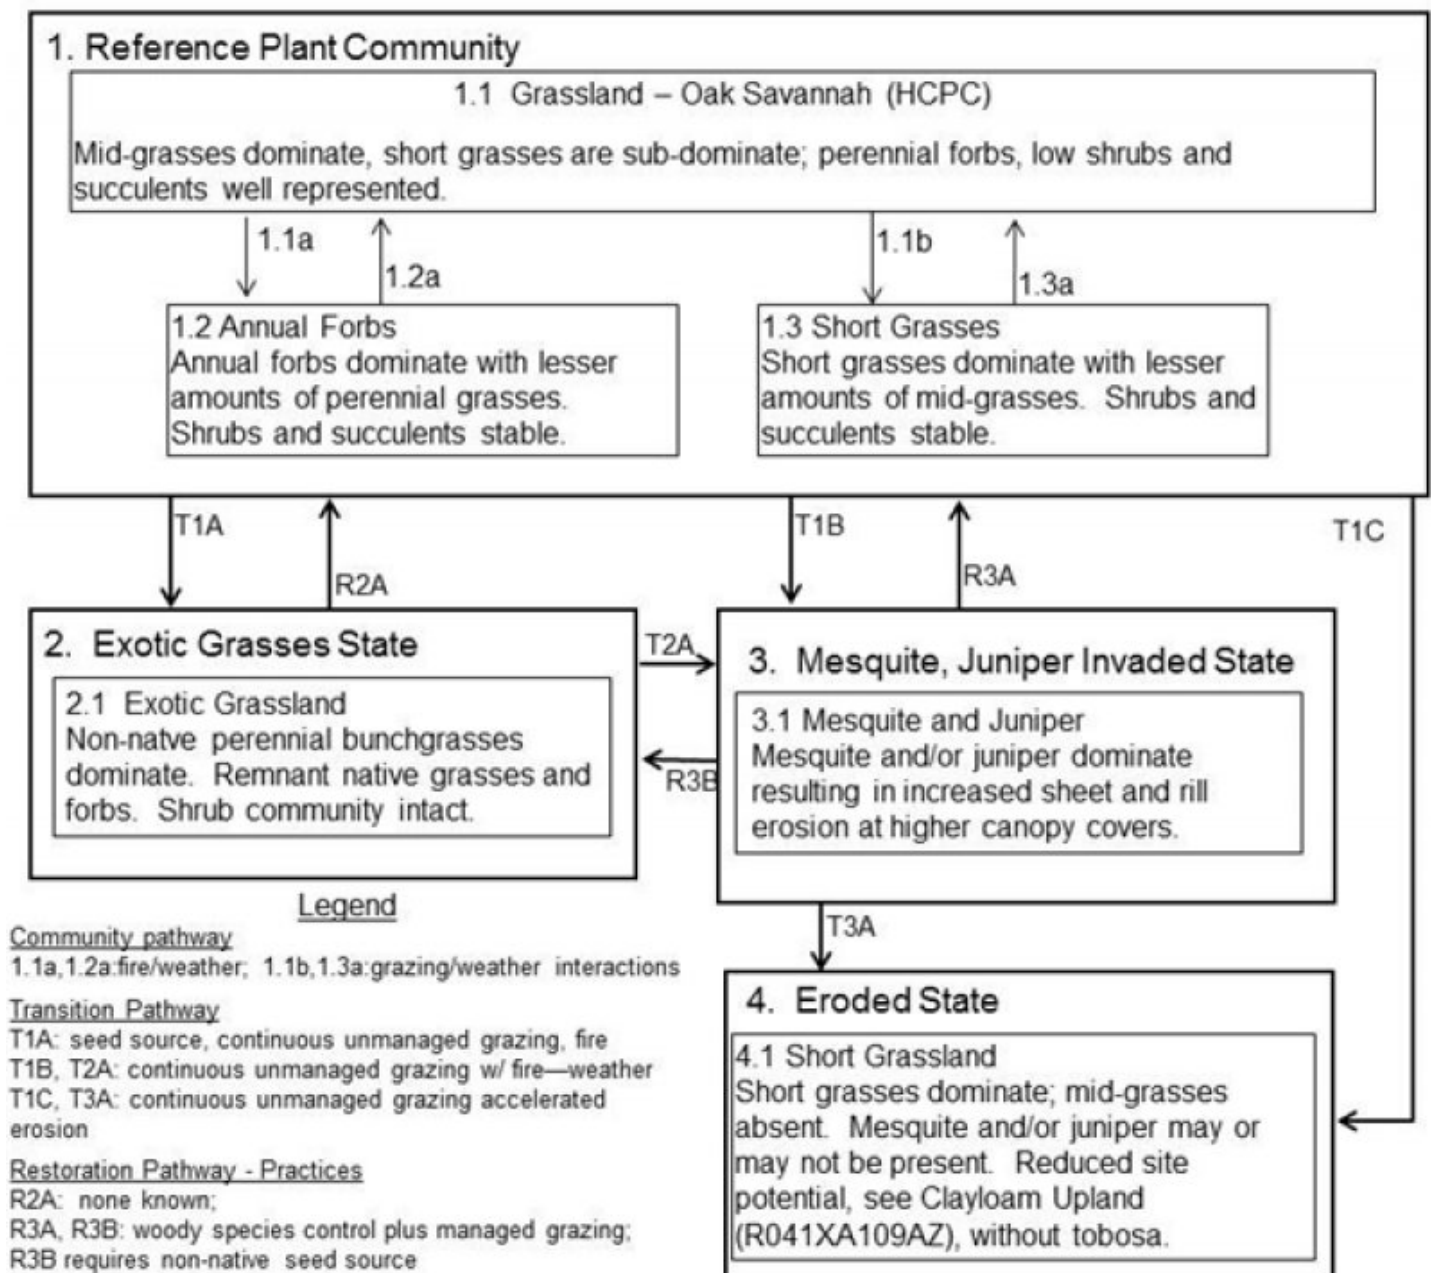 1. Reference Plant Community
1.1 Grassland – Oak Savannah (HCPC)
Mid-grasses dominate, short grasses are sub-dominate; perennial forbs, low shrubs and
succulents well represented.
1.1a
1.2a
1.1b
1.3a
1.2 Annual Forbs
Annual forbs dominate with lesser
amounts of perennial grasses.
Shrubs and succulents stable.
1.3 Short Grasses
Short grasses dominate with lesser
amounts of mid-grasses. Shrubs and
succulents stable.
T1A
R2A
T1B
R3A
T1C
2. Exotic Grasses State
2.1 Exotic Grassland
Non-natve perennial bunchgrasses
dominate. Remnant native grasses and
forbs. Shrub community intact.
T2A
R3B
3. Mesquite, Juniper Invaded State
3.1 Mesquite and Juniper
Mesquite and/or juniper dominate
resulting in increased sheet and rill
erosion at higher canopy covers.
T3A
4. Eroded State
4.1 Short Grassland
Short grasses dominate; mid-grasses
absent. Mesquite and/or juniper may or
may not be present. Reduced site
potential, see Clayloam Upland
(R041XA109AZ), without tobosa.
Legend
Community pathway
1.1a,1.2a:fire/weather; 1.1b,1.3a:grazing/weather interactions
Transition Pathway
T1A: seed source, continuous unmanaged grazing, fire
T1B, T2A: continuous unmanaged grazing w/ fire—weather
T1C, T3A: continuous unmanaged grazing accelerated
erosion
Restoration Pathway - Practices
R2A: none known;
R3A, R3B: woody species control plus managed grazing;
R3B requires non-native seed source